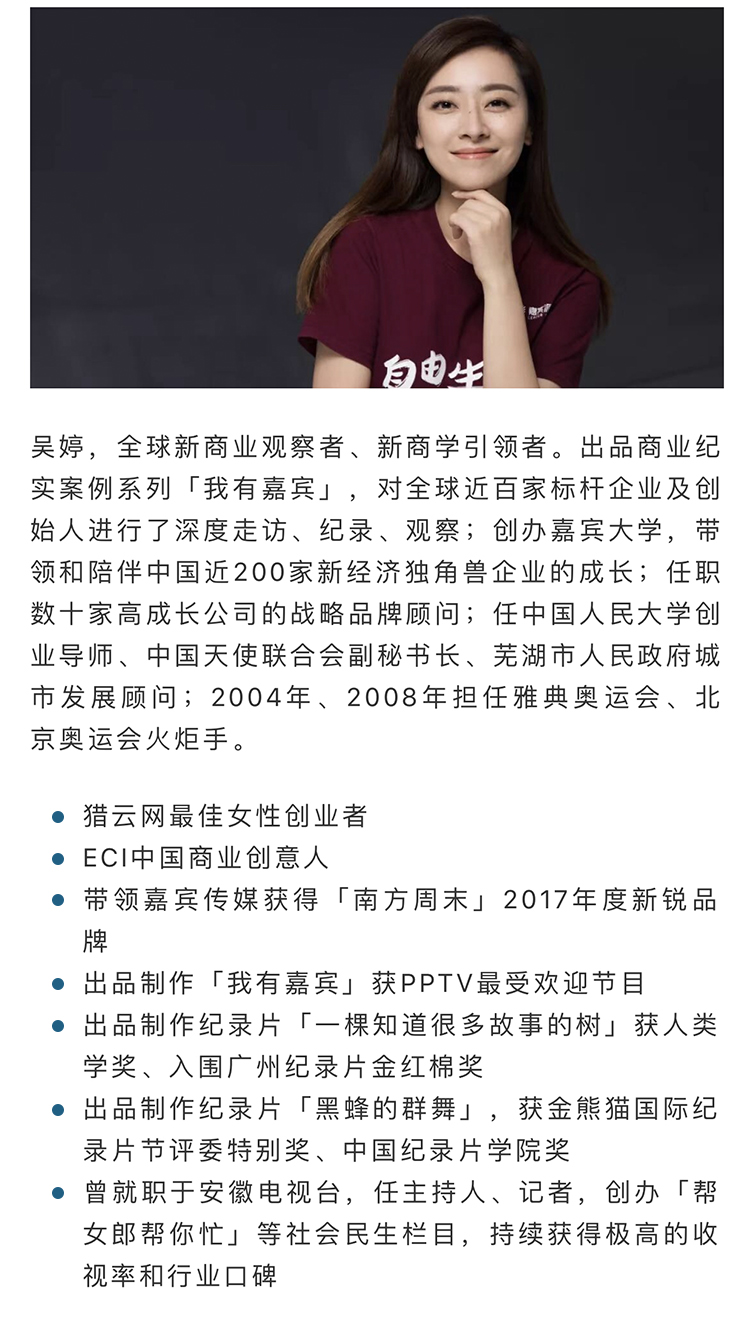 自由生
吴婷，全球新商业观察者、新商学引领者。出品商业纪
实案例系列「我有嘉宾」，对全球近百家标杆企业及创
始人进行了深度走访、纪录、观察；创办嘉宾大学，带
领和陪伴中国近200家新经济独角兽企业的成长；任职
数十家高成长公司的战略品牌顾问；任中国人民大学创
业导师、中国天使联合会副秘书长、芜湖市人民政府城
市发展顾问；2004年、2008年担任雅典奥运会、北
京奥运会火炬手。
猎云网最佳女性创业者
ECI中国商业创意人
带领嘉宾传媒获得「南方周末」2017年度新锐品
牌
出品制作「我有嘉宾」获PPTV最受欢迎节目
出品制作纪录片「一棵知道很多故事的树」获人类
学奖、入围广州纪录片金红棉奖
出品制作纪录片「黑蜂的群舞」，获金熊猫国际纪
录片节评委特别奖、中国纪录片学院奖
曾就职于安徽电视台，任主持人、记者，创办「帮
女郎帮你忙」等社会民生栏目，持续获得极高的收
视率和行业口碑